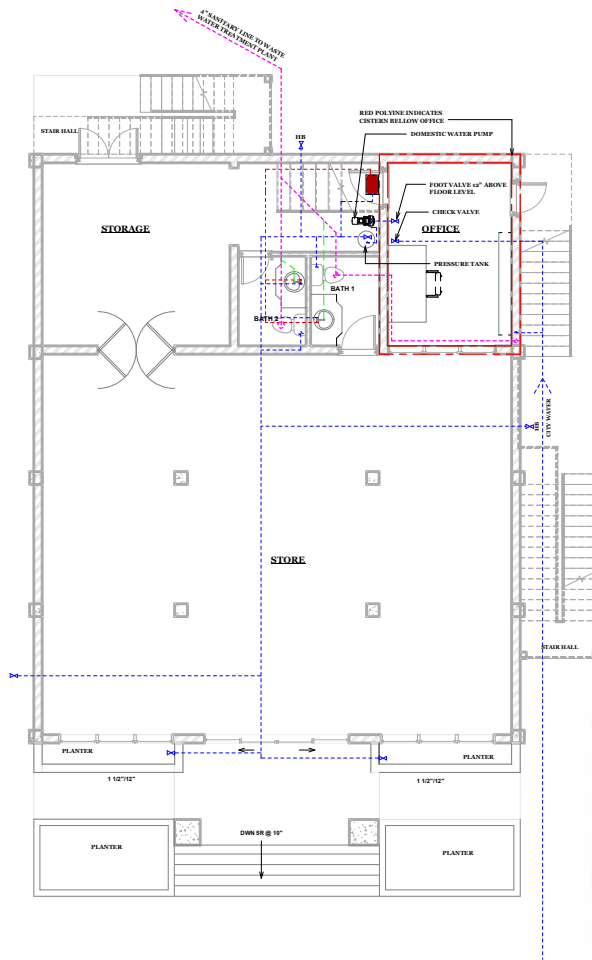 4" SANITARY LINE TO WASTE
WATER TREATMENT PLANT
RED POLYINE INDICATES
CISTERN BELLOW OFFICE
STAIR HALL
HB
DOMESTIC WATER PUMP
FOOT VALVE 12" ABOVE
FLOOR LEVEL
CHECK VALVE
STORAGE
OFFICE
PRESSURE TANK
BATH 1
BATH 2
HB
CITY WATER
STORE
STAIR HALL
PLANTER
PLANTER
1 1/2"/12"
1 1/2"/12"
DWN 5R @ 10"
PLANTER
PLANTER